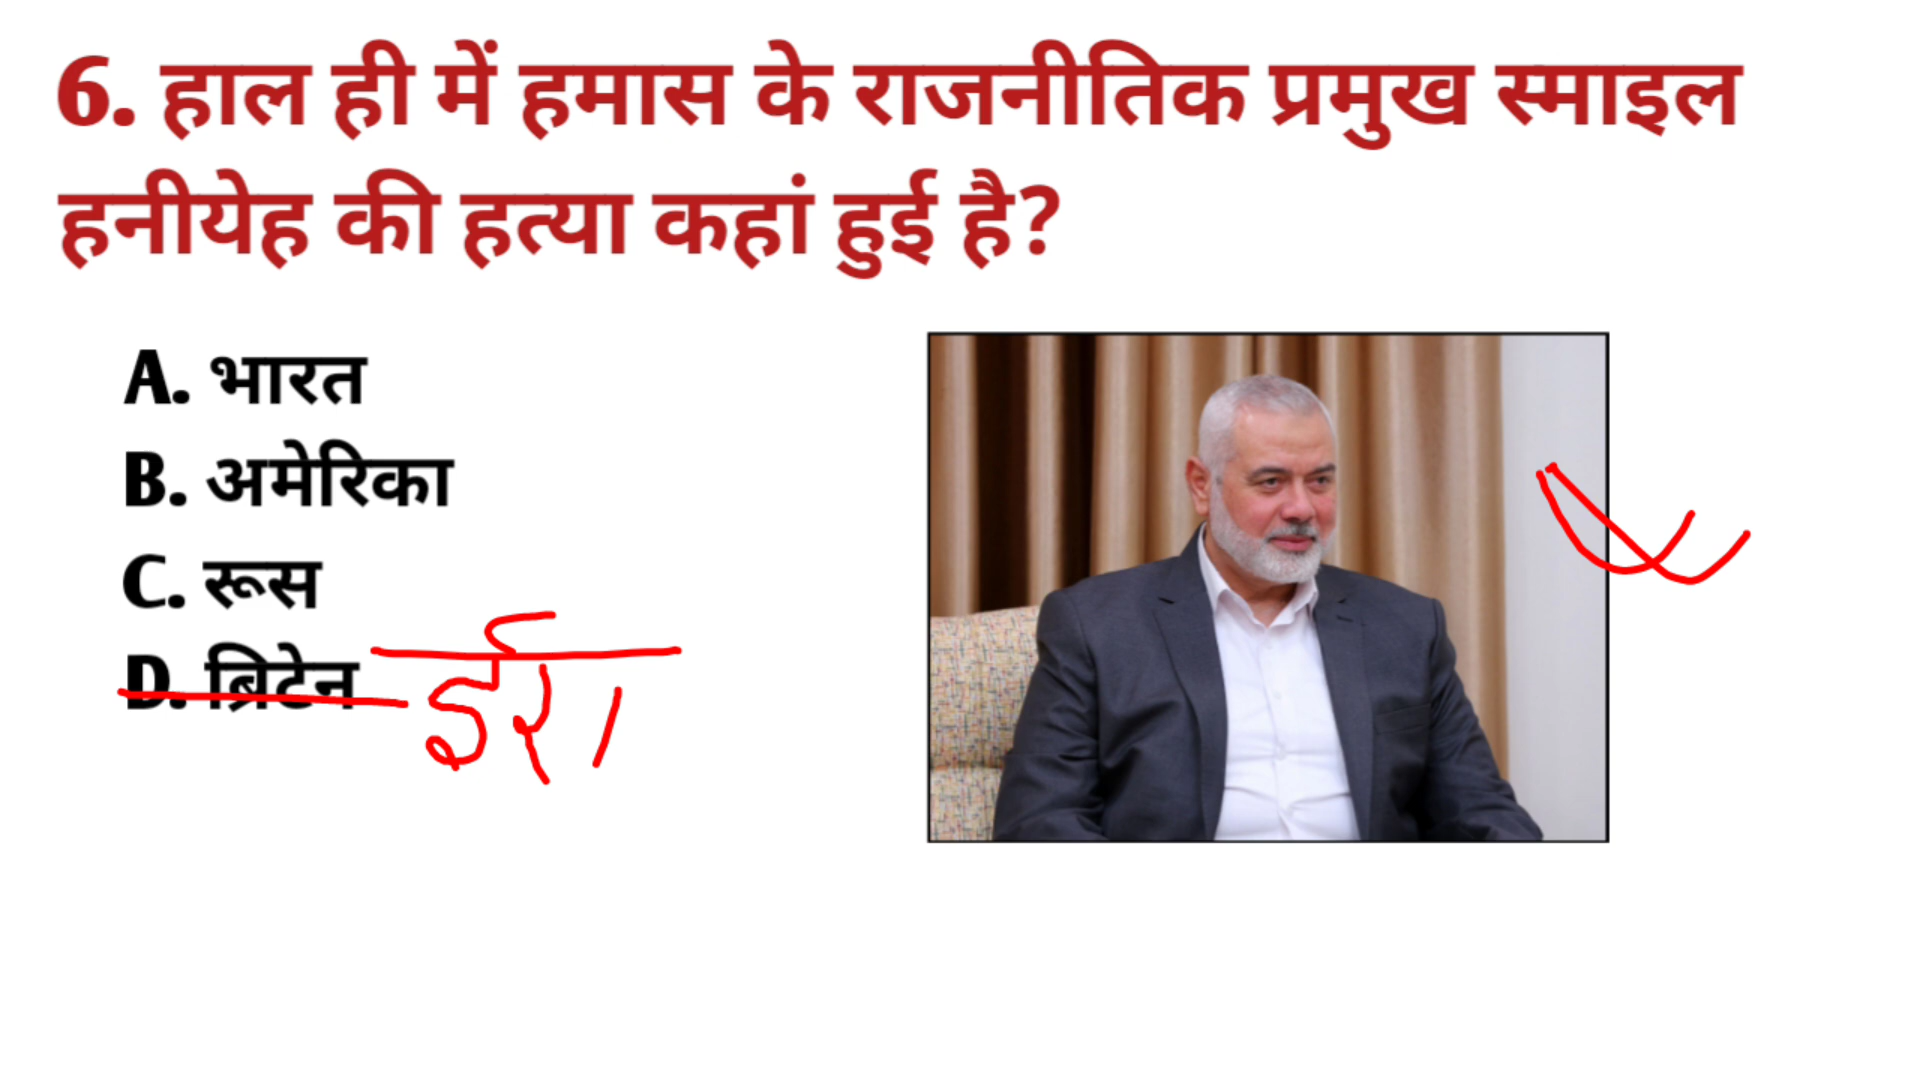 6. हाल ही में हमास के राजनीतिक प्रमुख स्माइल
हनीयेह की हत्या कहां हुई है?
A. भारत
B. अमेरिका
C. रूस
D. ब्रिटेन
ईरा